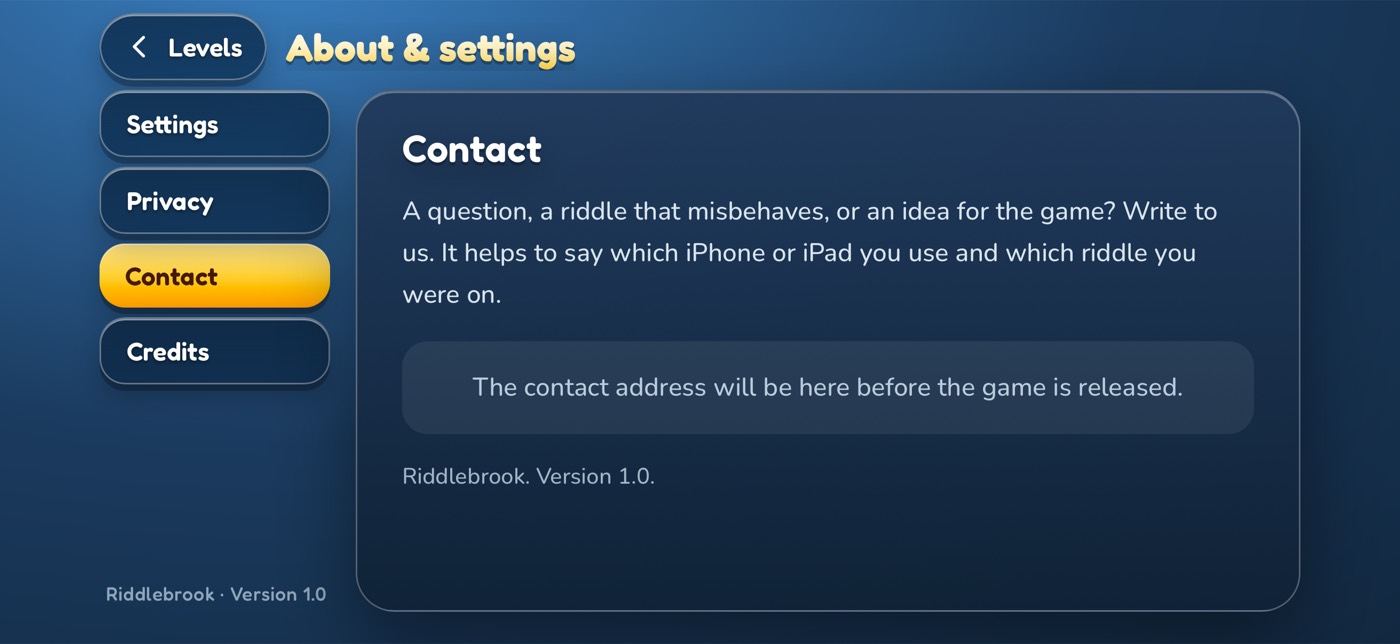 Levels
About & settings
Settings
Privacy
Contact
Credits
Riddlebrook · Version 1.0
Contact
A question, a riddle that misbehaves, or an idea for the game? Write to
us. It helps to say which iPhone or iPad you use and which riddle you
were on.
The contact address will be here before the game is released.
Riddlebrook. Version 1.0.